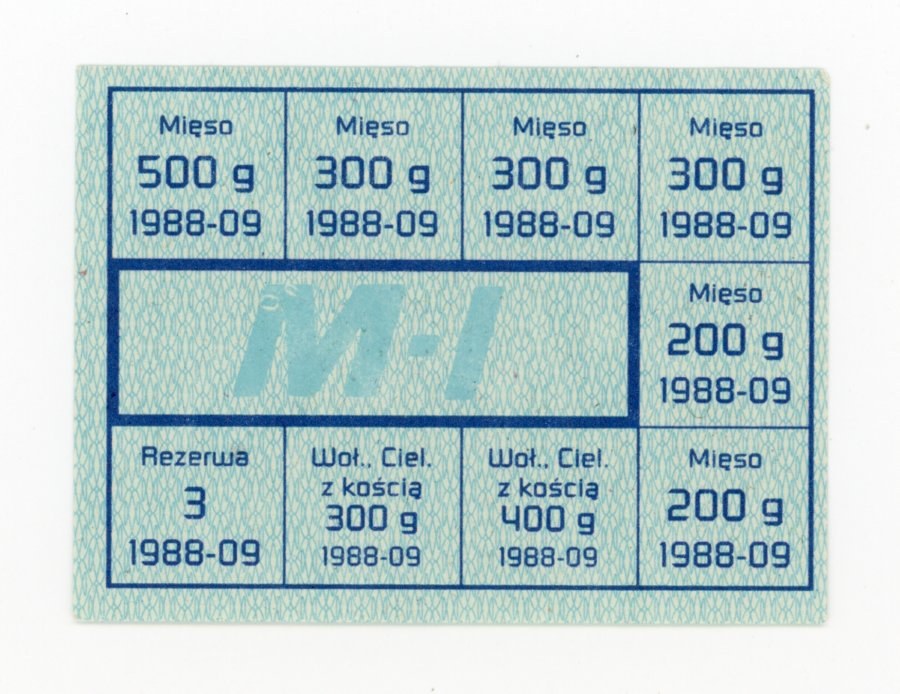 Mięso
500 g
1988-09
Mięso
300 g
1988-09
Mięso
300 g
1988-09
Mięso
300 g
1988-09
M-I
Mięso
200 g
1988-09
Rezerwa
3
1988-09
Woł., Ciel.
z kością
300 g
1988-09
Woł., Ciel.
z kością
400 g
1988-09
Mięso
200 g
1988-09